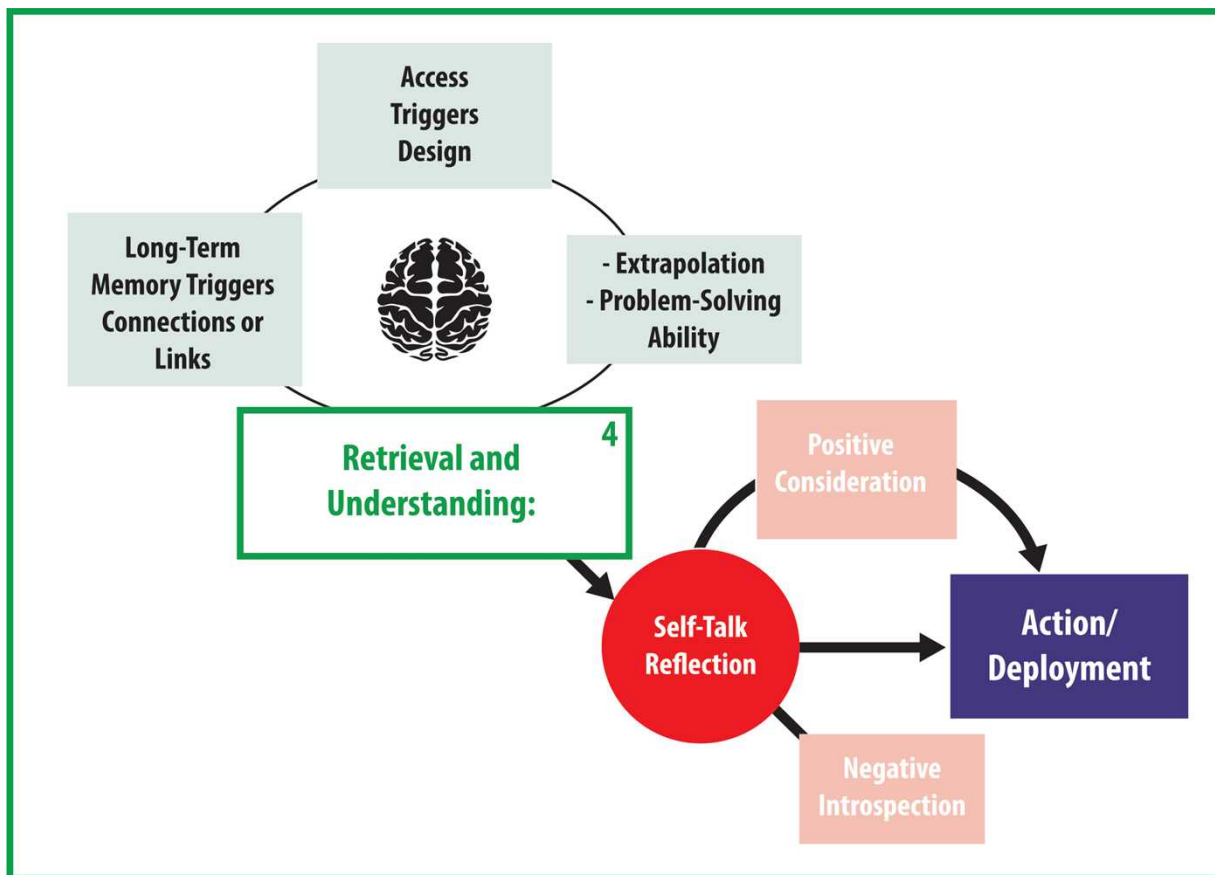 Access
Triggers
Design
Long-Term
Memory Triggers
Connections or
Links
- Extrapolation
- Problem-Solving
Ability
4
Retrieval and
Understanding:
Positive
Consideration
Self-Talk
Reflection
Action/
Deployment
Negative
Introspection